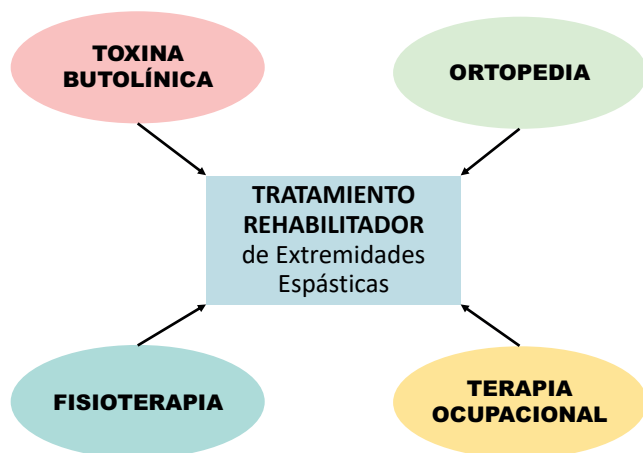 TOXINA
BUTOLÍNICA
ORTOPEDIA
TRATAMIENTO
REHABILITADOR
de Extremidades
Espásticas
FISIOTERAPIA
TERAPIA
OCUPACIONAL